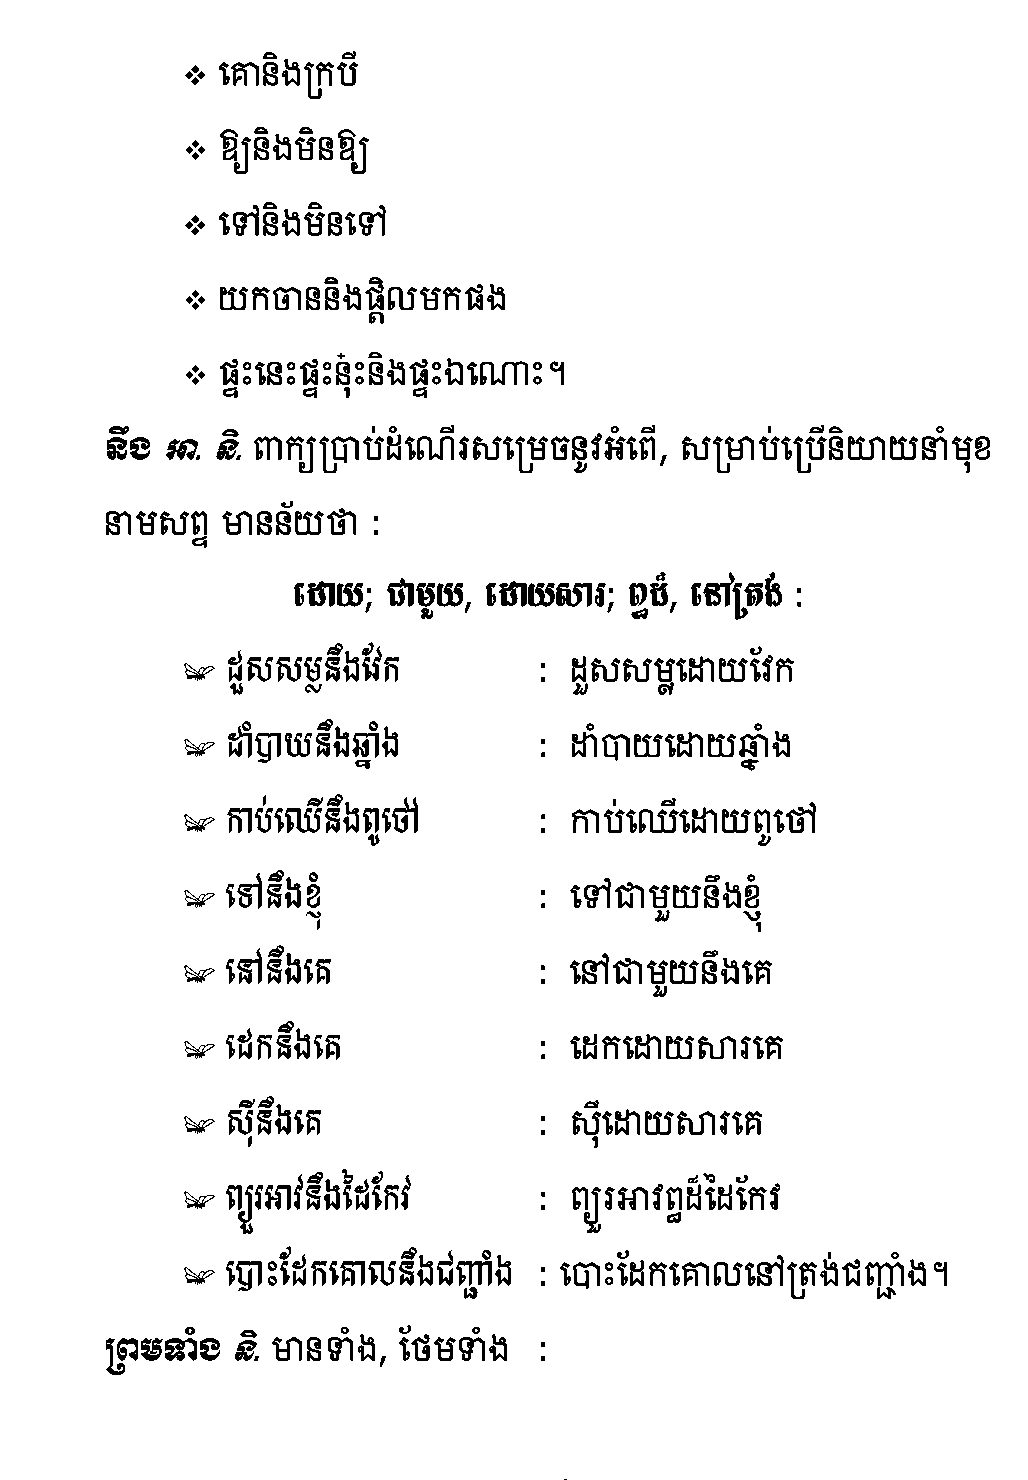 ❖ គោនិងក្របី
❖ ឱ្យនិងមិនឱ្យ
❖ ទៅនិងមិនទៅ
❖ យកចាននិងផ្តិលមកផង
❖ ផ្ទះនេះផ្ទះនុ៎ះនិងផ្ទះឯណោះ។
នឹង អា. និ. ពាក្យប្រាប់ដំណើរសម្រេចនូវអំពើ, សម្រាប់ប្រើនិយាយនាំមុខ
នាមសព្ទ មានន័យថា :
ដោយ; ជាមួយ, ដោយសារ; ឰដ៏, នៅត្រង់ :
ដួសសម្លនឹងវែក : ដួសសម្លដោយវែក
ដាំបាយនឹងឆ្នាំង : ដាំបាយដោយឆ្នាំង
កាប់ឈើនឹងពូថៅ : កាប់ឈើដោយពូថៅ
ទៅនឹងខ្ញុំ : ទៅជាមួយនឹងខ្ញុំ
នៅនឹងគេ : នៅជាមួយនឹងគេ
ដេកនឹងគេ : ដេកដោយសារគេ
ស៊ីនឹងគេ : ស៊ីដោយសារគេ
ព្យួរអាវនឹងដៃកែវ : ព្យួរអាវឰដ៏ដៃកែវ
បោះដែកគោលនឹងជញ្ជាំង : បោះដែកគោលនៅត្រង់ជញ្ជាំង។
ព្រមទាំង និ. មានទាំង, ថែមទាំង :